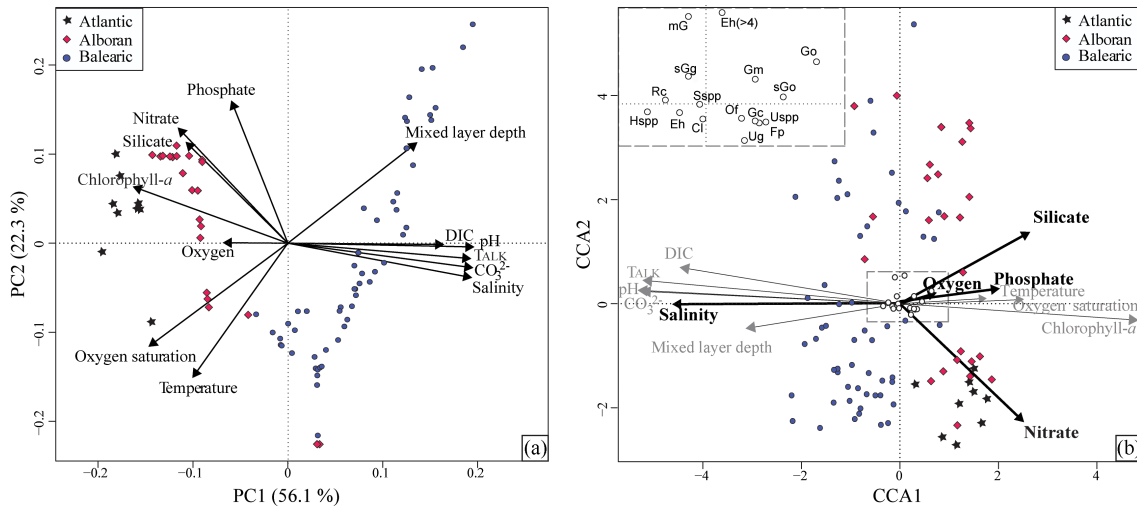 Atlantic
Alboran
Balearic
Phosphate
Nitrate
Silicate
Chlorophyll-a
Oxygen
Oxygen saturation
Temperature
Mixed layer depth
DIC
pH
TALK
CO3 2-
Salinity
0.2
0.1
0
-0.1
-0.2
PC2 (22.3 %)
-0.2
-0.1
0
0.1
0.2
PC1 (56.1 %)
(a)
Atlantic
Alboran
Balearic
mG
Eh(>4)
Go
sGg
Gm
sGo
Rc
Sspp
Hspp
Eh
Cl
Of
Gc
Uspp
Fp
Ug
DIC
TALK
pH
CO3 2-
Salinity
Mixed layer depth
Silicate
Phosphate
Oxygen
Temperature
Oxygen saturation
Chlorophyll-a
Nitrate
4
2
0
-2
CCA2
-4
-2
0
2
4
CCA1
(b)